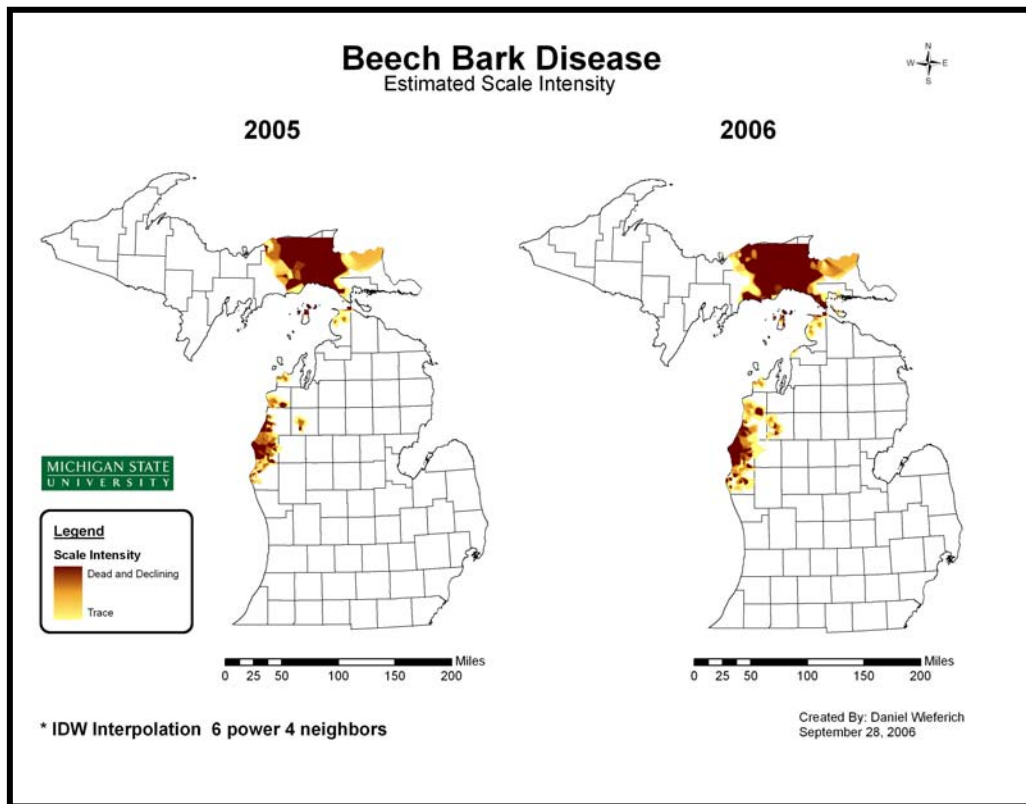 Beech Bark Disease
Estimated Scale Intensity
N
W E
S
2005
2006
MICHIGAN STATE
UNIVERSITY
Legend
Scale Intensity
Dead and Declining
Trace
Miles
0 25 50 100 150 200
Miles
0 25 50 100 150 200
* IDW Interpolation 6 power 4 neighbors
Created By: Daniel Wieferich
September 28, 2006